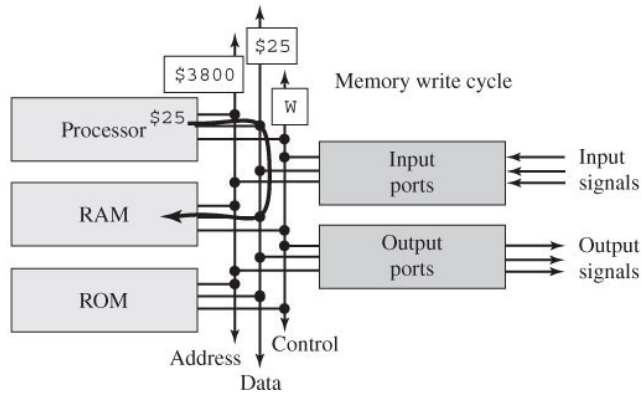 $25
$3800
Memory write cycle
W
Processor
$25
Input ports
Input signals
RAM
Output ports
Output signals
ROM
Address
Control
Data